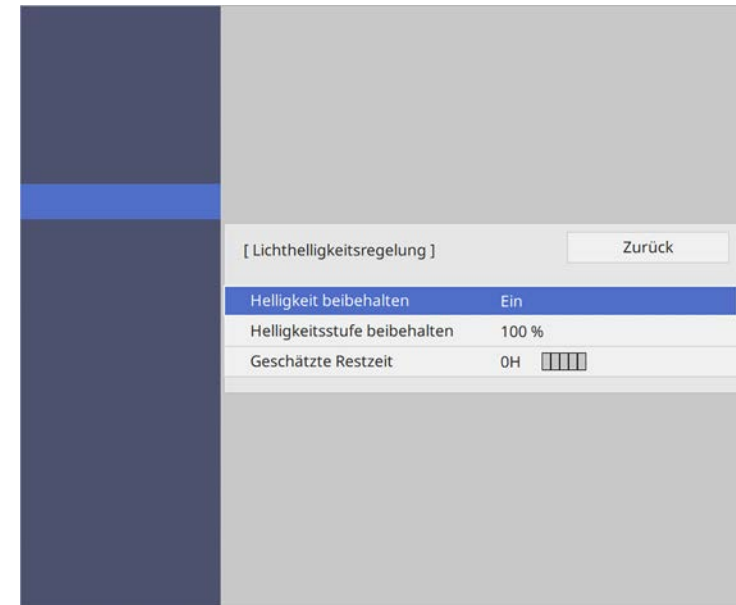 [ Lichthelligkeitsregelung ] Zurück
Helligkeit beibehalten Ein
Helligkeitsstufe beibehalten 100 %
Geschätzte Restzeit 0H